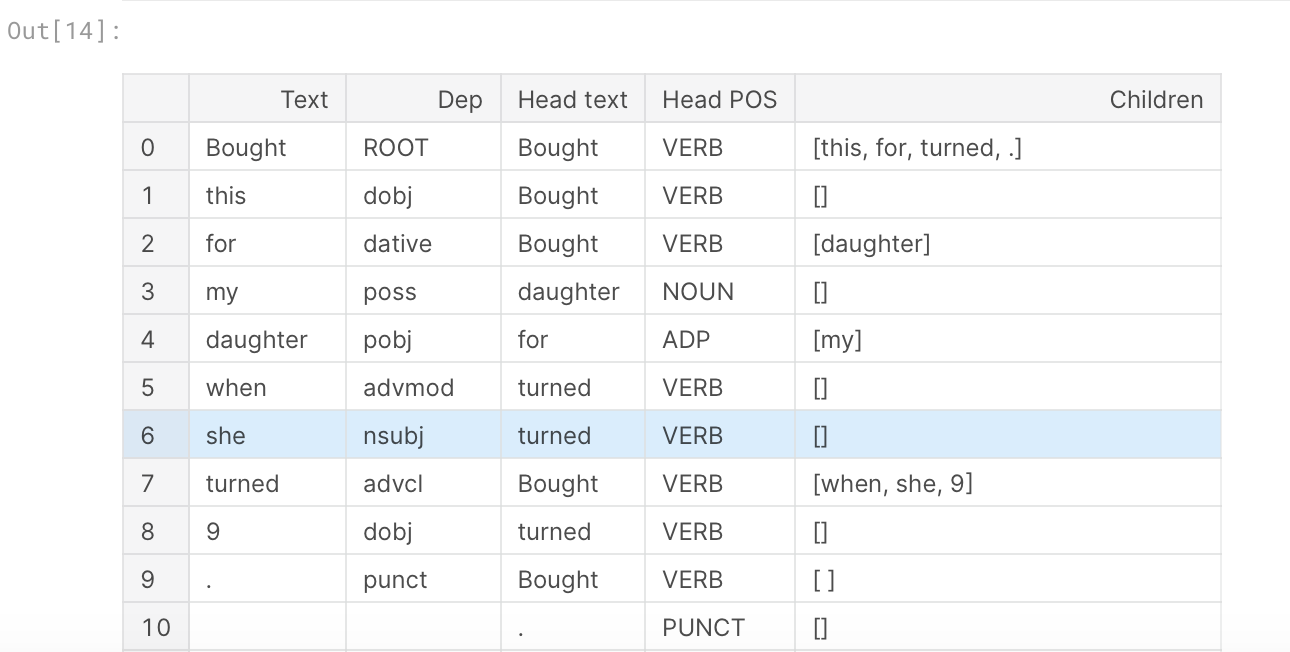 Out[14]:
Text Dep Head text Head POS Children
0 Bought ROOT Bought VERB [this, for, turned, .]
1 this dobj Bought VERB []
2 for dative Bought VERB [daughter]
3 my poss daughter NOUN []
4 daughter pobj for ADP [my]
5 when advmod turned VERB []
6 she nsubj turned VERB []
7 turned advcl Bought VERB [when, she, 9]
8 9 dobj turned VERB []
9 . punct Bought VERB [ ]
10 . PUNCT []